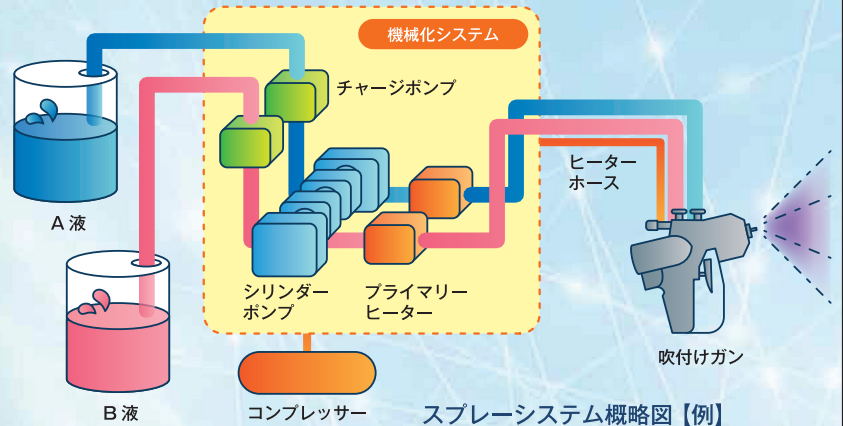 機械化システム
チャージポンプ
ヒーター
ホース
A液
シリンダー
ポンプ
プライマリー
ヒーター
吹付けガン
B液
コンプレッサー
スプレーシステム概略図【例】